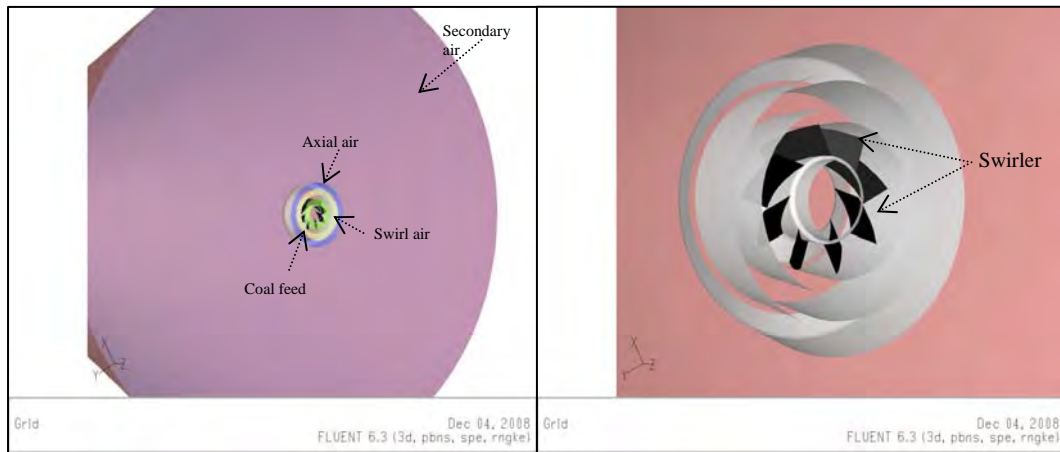 Secondary
air
Axial air
Swirl air
Coal feed
X
Y Z
Grid
Dec 04, 2008
FLUENT 6.3 (3d, pbns, spe, rngke)
Swirler
X
Y Z
Grid
Dec 04, 2008
FLUENT 6.3 (3d, pbns, spe, rngke)